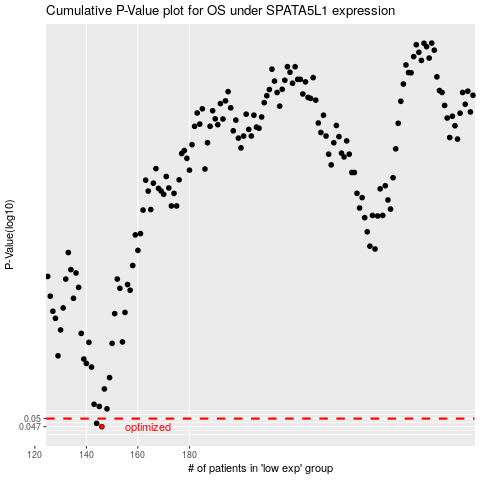 Cumulative P-Value plot for OS under SPATA5L1 expression
P-Value(log10)
0.05
0.047
optimized
120 140 160 180
# of patients in 'low exp' group